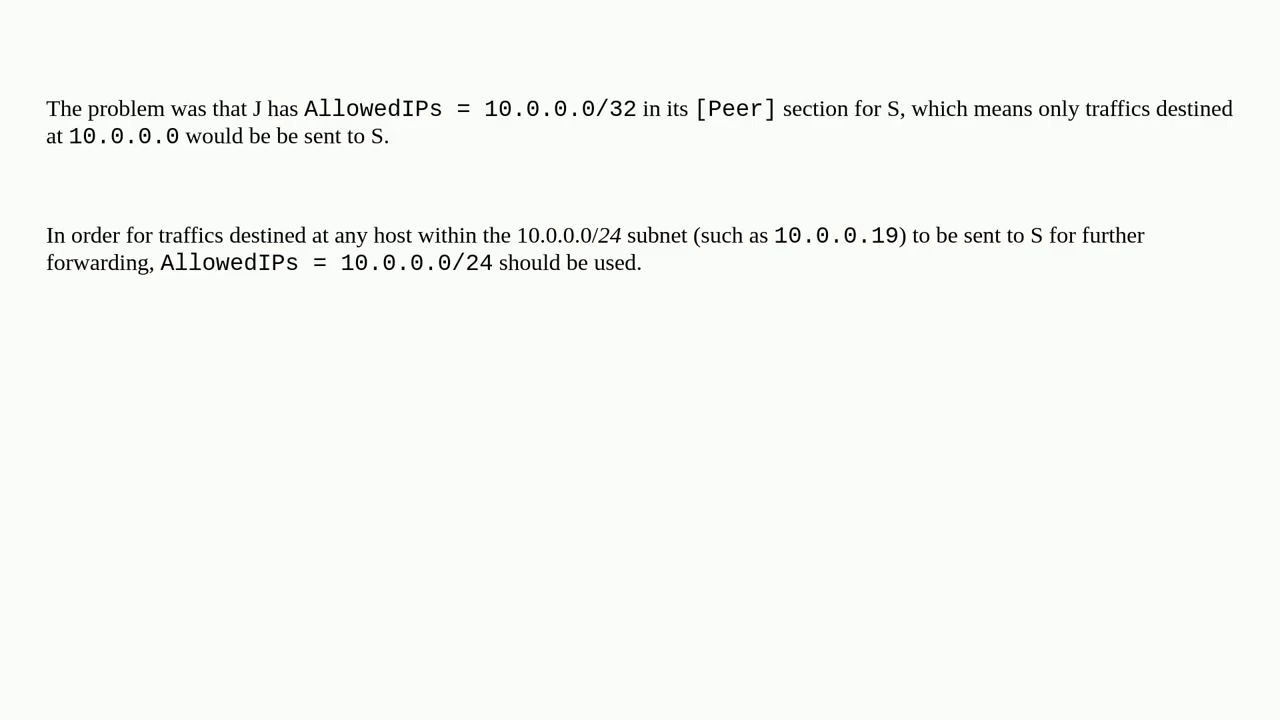 The problem was that J has AllowedIPs = 10.0.0.0/32 in its [Peer] section for S, which means only traffics destined
at 10.0.0.0 would be be sent to S.
In order for traffics destined at any host within the 10.0.0.0/24 subnet (such as 10.0.0.19) to be sent to S for further
forwarding, AllowedIPs = 10.0.0.0/24 should be used.